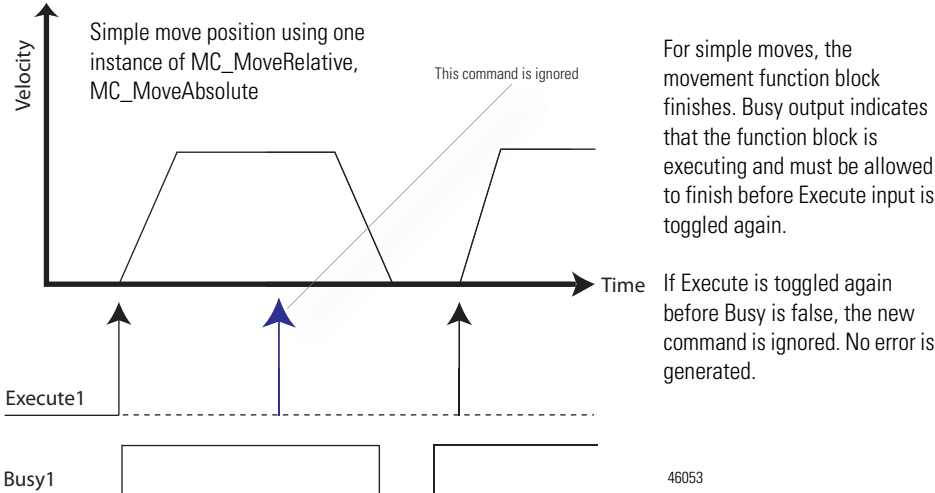 Simple move position using one
instance of MC_MoveRelative,
MC_MoveAbsolute
This command is ignored
Velocity
Time
Execute1
Busy1
For simple moves, the
movement function block
finishes. Busy output indicates
that the function block is
executing and must be allowed
to finish before Execute input is
toggled again.
If Execute is toggled again
before Busy is false, the new
command is ignored. No error is
generated.
46053